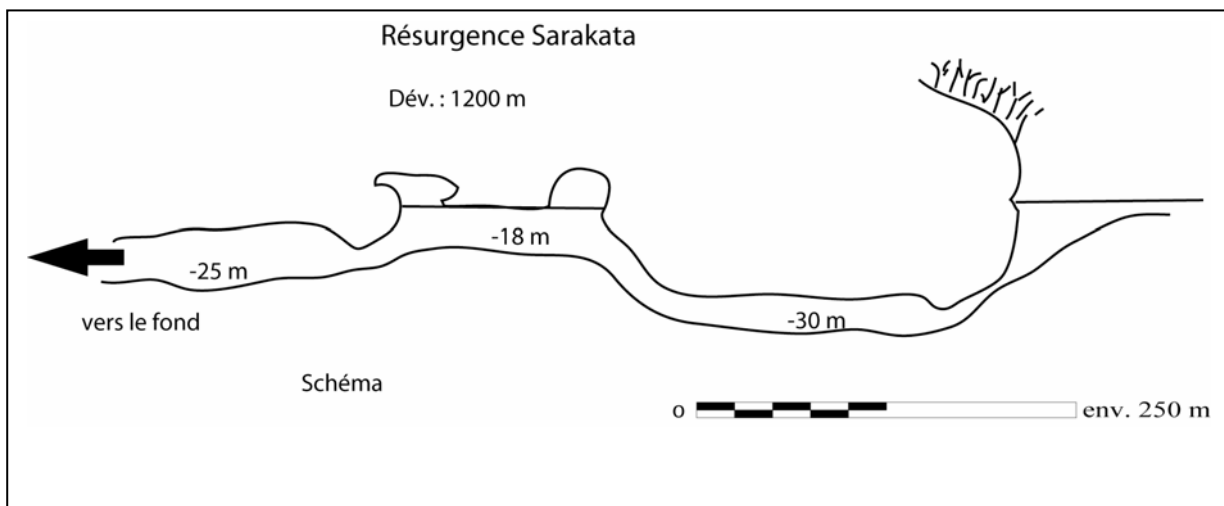 Résurgence Sarakata
Dév. : 1200 m
-18 m
-25 m
vers le fond
-30 m
Schéma
0 env. 250 m